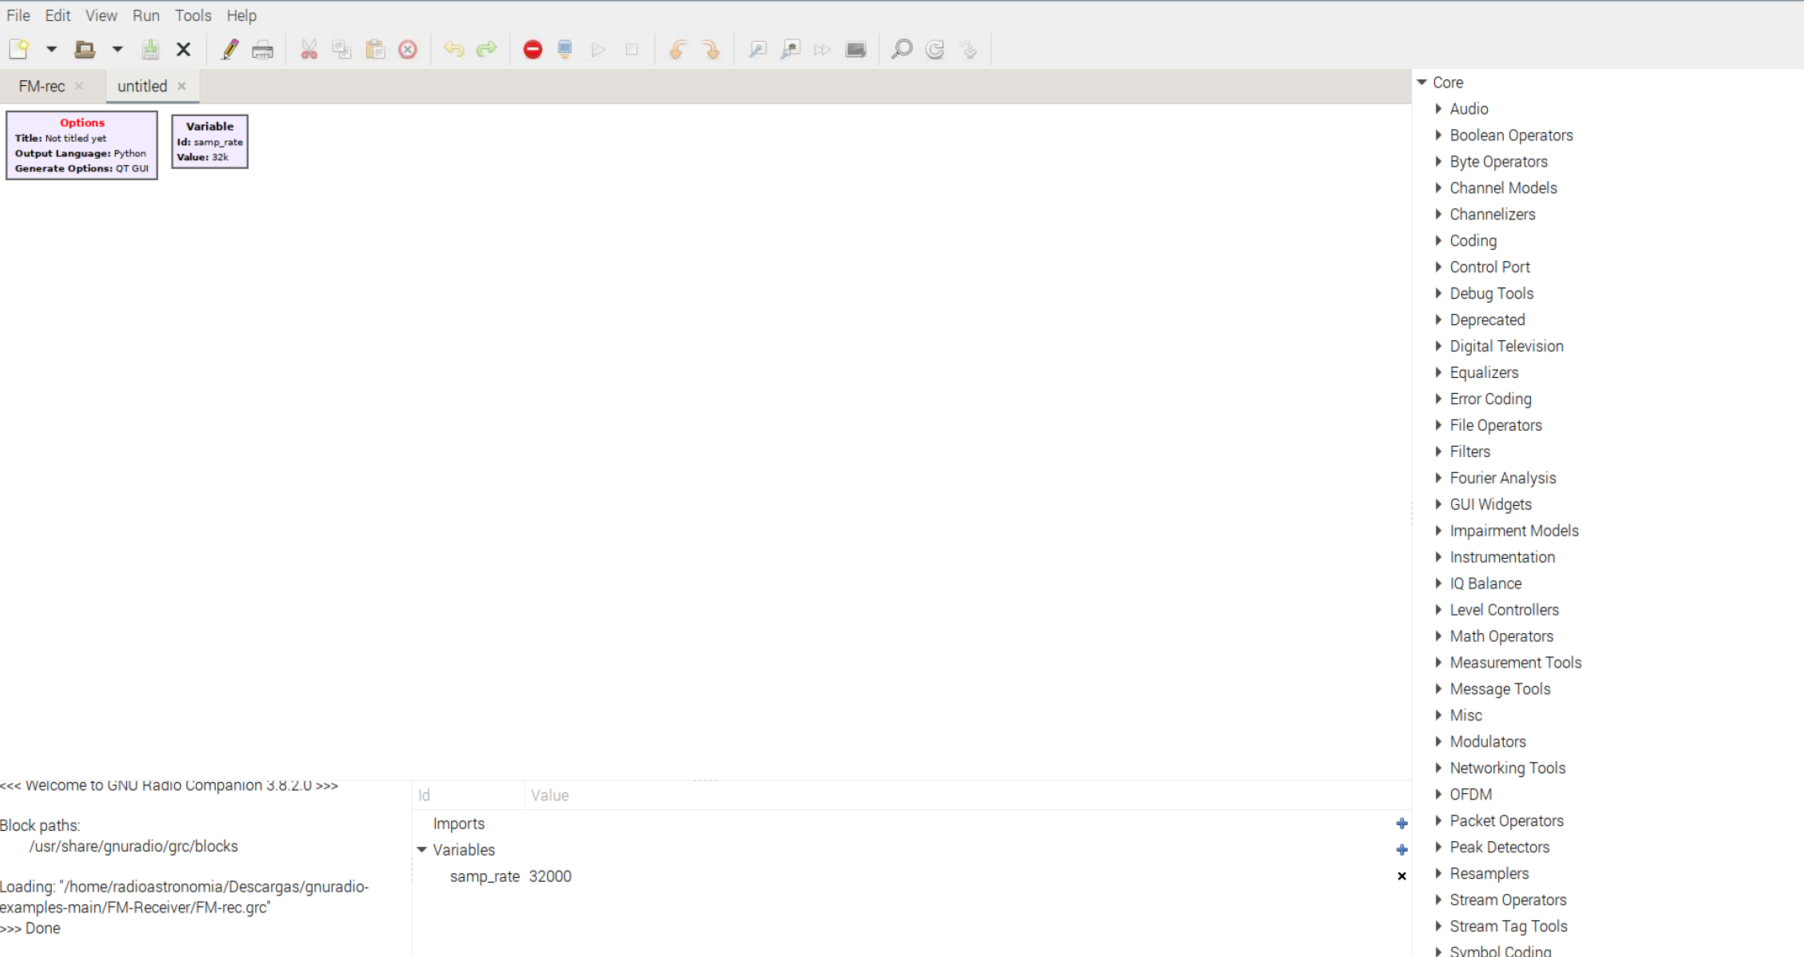 File Edit View Run Tools Help
FM-rec × untitled ×
Options
Title: Not titled yet
Output Language: Python
Generate Options: QT GUI
Variable
Id: samp_rate
Value: 32k
<<< Welcome to GNU Radio Companion 3.8.2.0 >>>
Block paths:
/usr/share/gnuradio/grc/blocks
Loading: "/home/radioastronomia/Descargas/gnuradio-
examples-main/FM-Receiver/FM-rec.grc"
>>> Done
Id Value
Imports
Variables
samp_rate 32000
Core
Audio
Boolean Operators
Byte Operators
Channel Models
Channelizers
Coding
Control Port
Debug Tools
Deprecated
Digital Television
Equalizers
Error Coding
File Operators
Filters
Fourier Analysis
GUI Widgets
Impairment Models
Instrumentation
IQ Balance
Level Controllers
Math Operators
Measurement Tools
Message Tools
Misc
Modulators
Networking Tools
OFDM
Packet Operators
Peak Detectors
Resamplers
Stream Operators
Stream Tag Tools
Symbol Coding